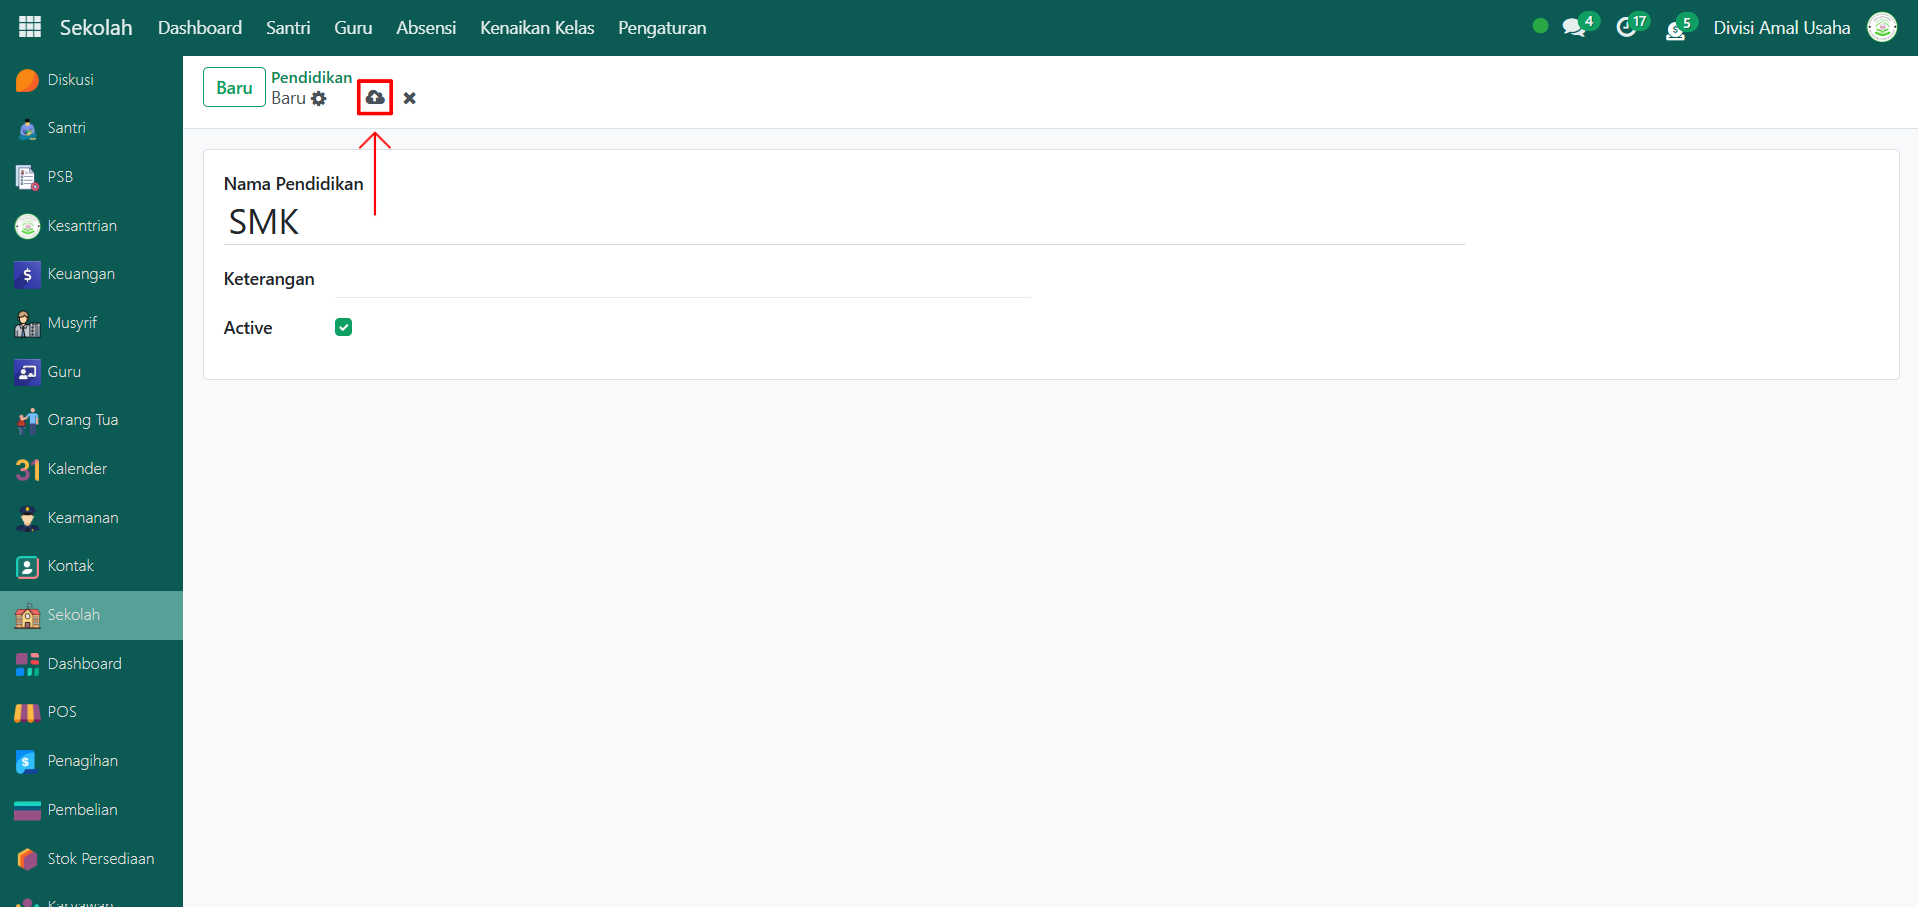 Sekolah Dashboard Santri Guru Absensi Kenaikan Kelas Pengaturan 4 17 5 Divisi Amal Usaha
Diskusi
Santri
PSB
Kesantrian
Keuangan
Musyrif
Guru
Orang Tua
31 Kalender
Keamanan
Kontak
Sekolah
Dashboard
POS
Penagihan
Pembelian
Stok Persediaan
Karyawan
Baru
Pendidikan
Baru
Nama Pendidikan
SMK
Keterangan
Active